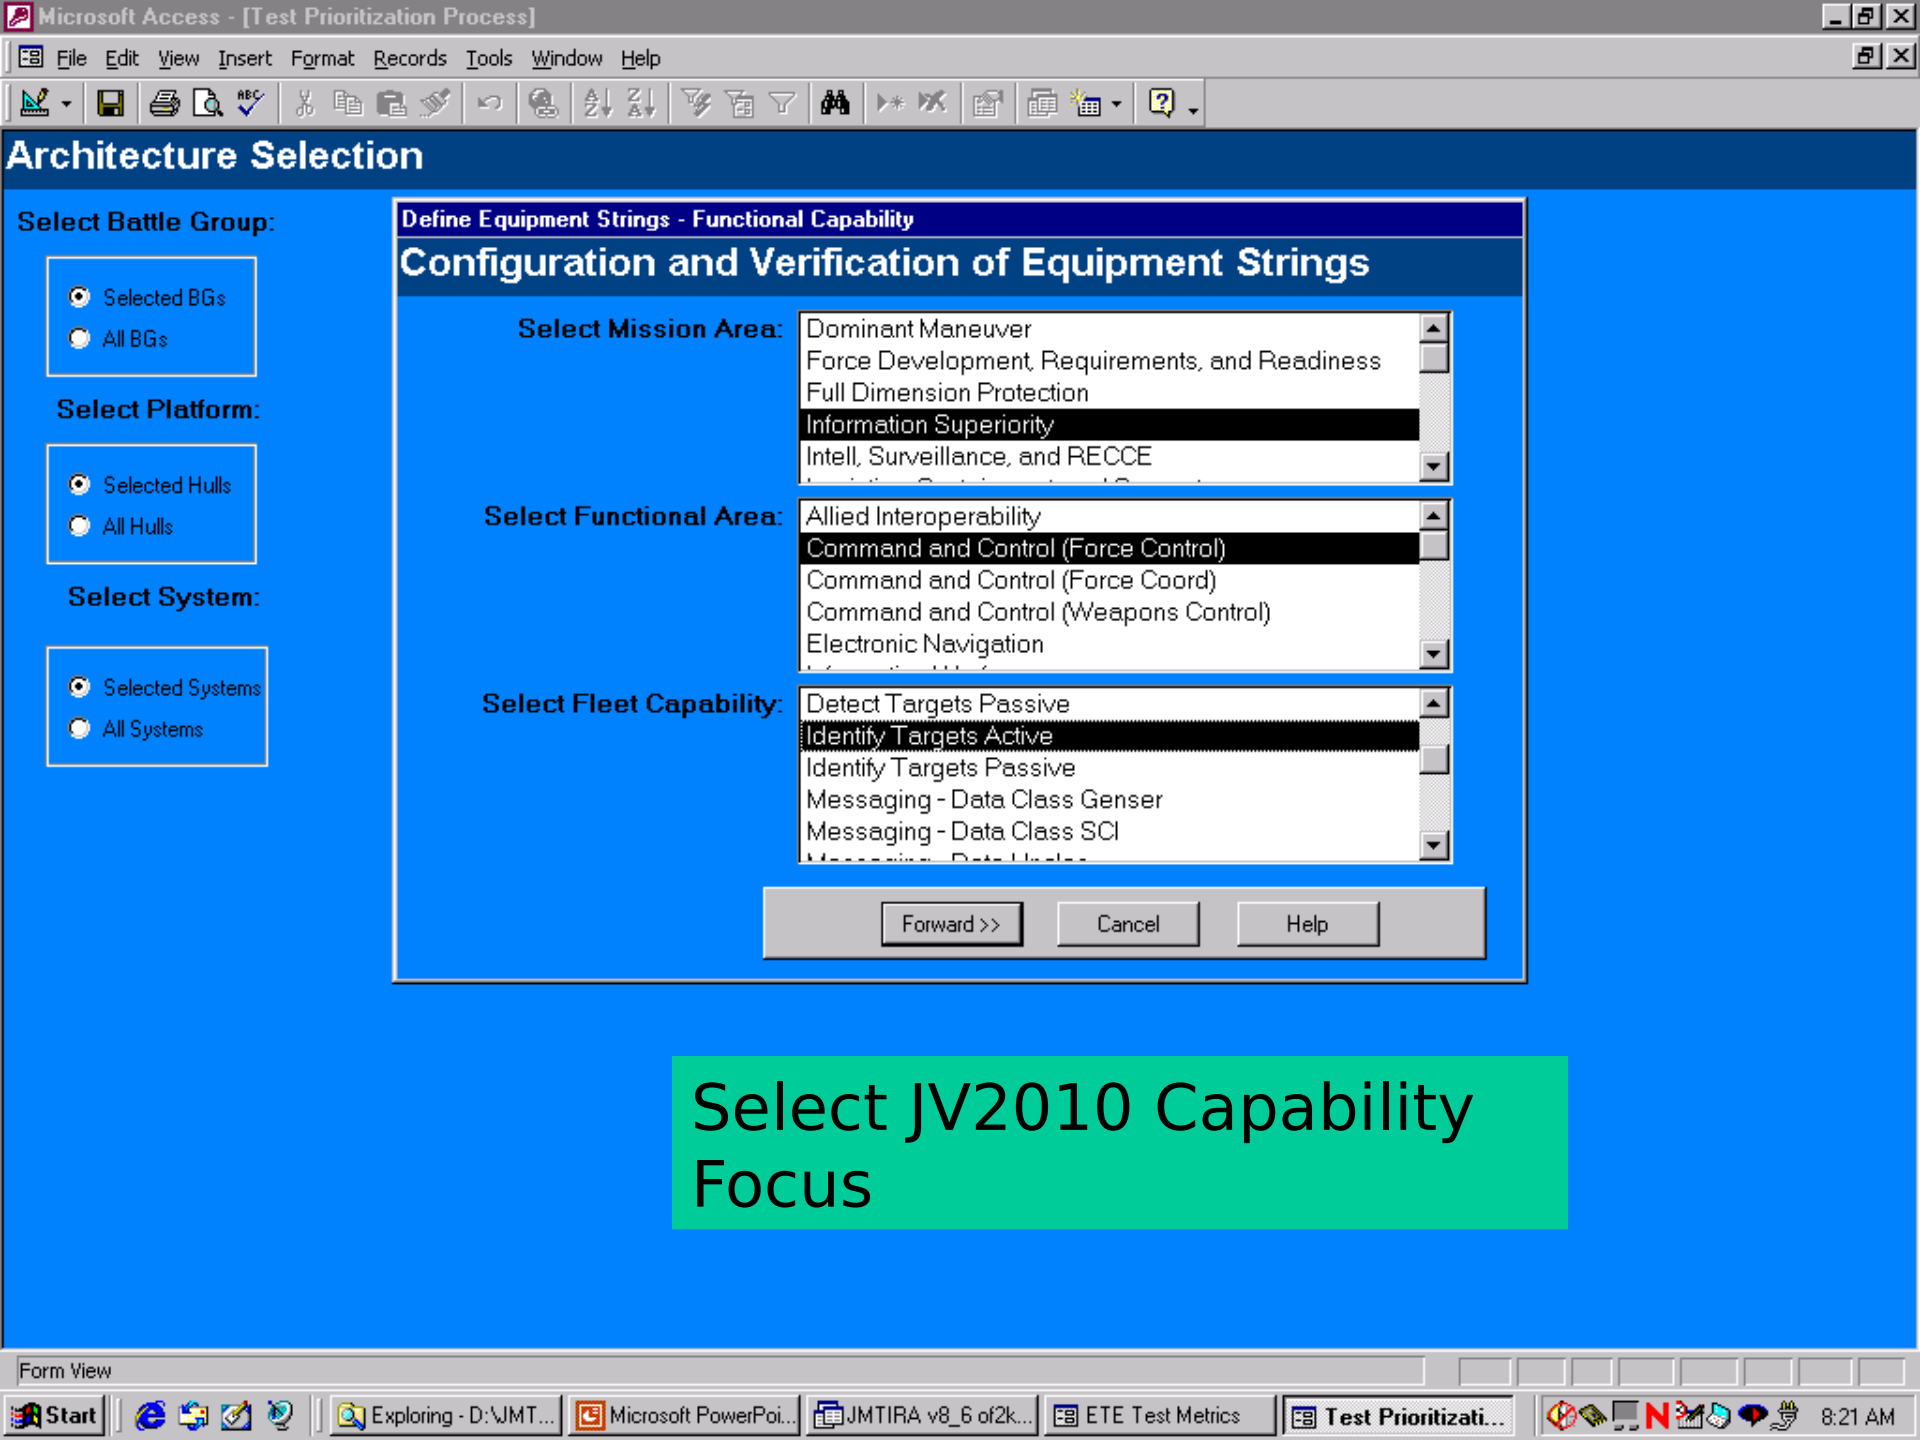 Microsoft Access - [Test Prioritization Process]
File Edit View Insert Format Records Tools Window Help
Architecture Selection
Select Battle Group:
Selected BGs
All BGs
Select Platform:
Selected Hulls
All Hulls
Select System:
Selected Systems
All Systems
Define Equipment Strings - Functional Capability
Configuration and Verification of Equipment Strings
Select Mission Area:
Dominant Maneuver
Force Development, Requirements, and Readiness
Full Dimension Protection
Information Superiority
Intell, Surveillance, and RECCE
Select Functional Area:
Allied Interoperability
Command and Control (Force Control)
Command and Control (Force Coord)
Command and Control (Weapons Control)
Electronic Navigation
Select Fleet Capability:
Detect Targets Passive
Identify Targets Active
Identify Targets Passive
Messaging - Data Class Genser
Messaging - Data Class SCI
Forward >> Cancel Help
Select JV2010 Capability
Focus
Form View
Start Exploring - D:\JMT... Microsoft PowerPoi... JMTIRA v8_6 of2k... ETE Test Metrics Test Prioritizati... 8:21 AM